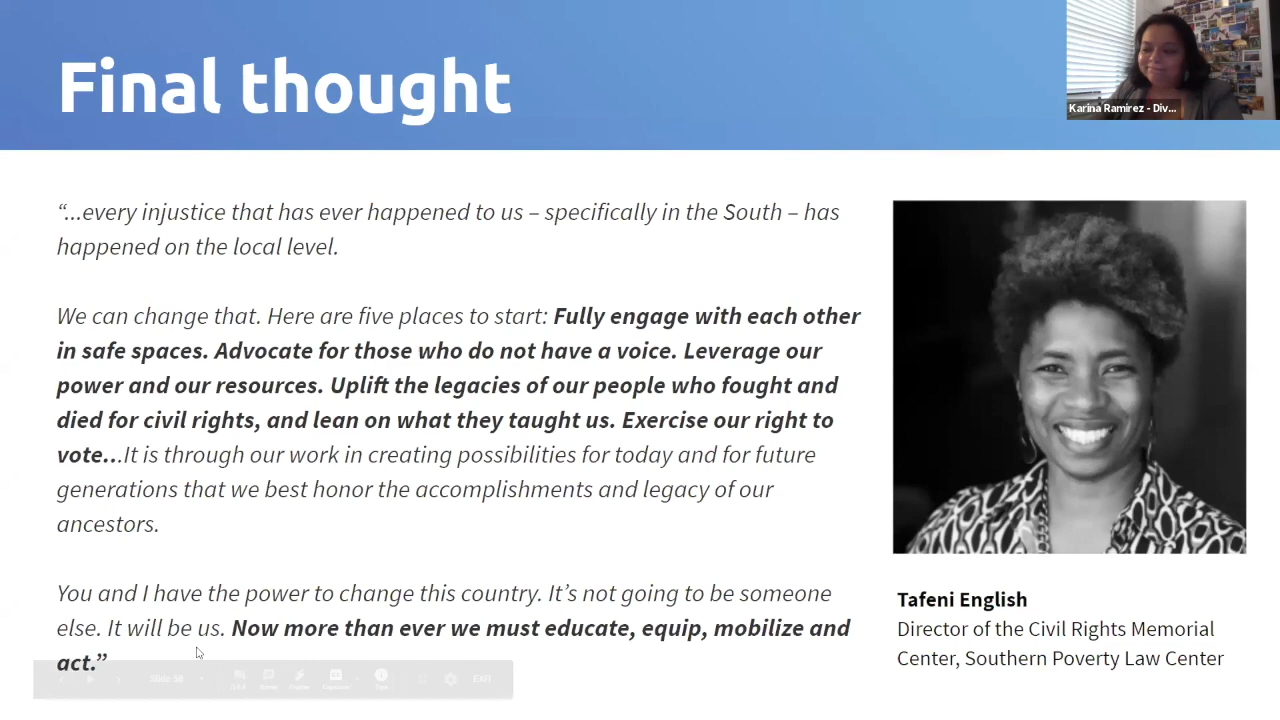 Final thought
Karina Ramirez - Div...
“...every injustice that has ever happened to us – specifically in the South – has
happened on the local level.
We can change that. Here are five places to start: Fully engage with each other
in safe spaces. Advocate for those who do not have a voice. Leverage our
power and our resources. Uplift the legacies of our people who fought and
died for civil rights, and lean on what they taught us. Exercise our right to
vote...It is through our work in creating possibilities for today and for future
generations that we best honor the accomplishments and legacy of our
ancestors.
You and I have the power to change this country. It’s not going to be someone
else. It will be us. Now more than ever we must educate, equip, mobilize and
act.”
Tafeni English
Director of the Civil Rights Memorial
Center, Southern Poverty Law Center
Slide 58
Q&A
Notes
Pointer
Captions
EXIT